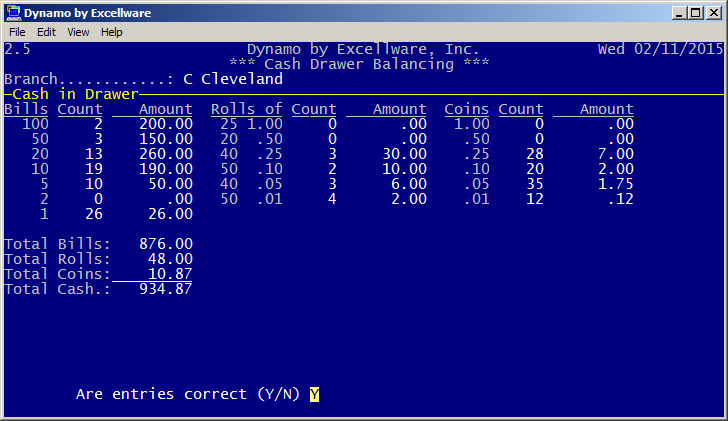 Dynamo by Excellware
File Edit View Help
2.5 Dynamo by Excellware, Inc. Wed 02/11/2015
*** Cash Drawer Balancing ***
Branch............: C Cleveland
Cash in Drawer
Bills Count Amount Rolls of Count Amount Coins Count Amount
100 2 200.00 25 1.00 0 .00 1.00 0 .00
50 3 150.00 20 .50 0 .00 .50 0 .00
20 13 260.00 40 .25 3 30.00 .25 28 7.00
10 19 190.00 50 .10 2 10.00 .10 20 2.00
5 10 50.00 40 .05 3 6.00 .05 35 1.75
2 0 .00 50 .01 4 2.00 .01 12 .12
1 26 26.00
Total Bills: 876.00
Total Rolls: 48.00
Total Coins: 10.87
Total Cash.: 934.87
Are entries correct (Y/N) Y